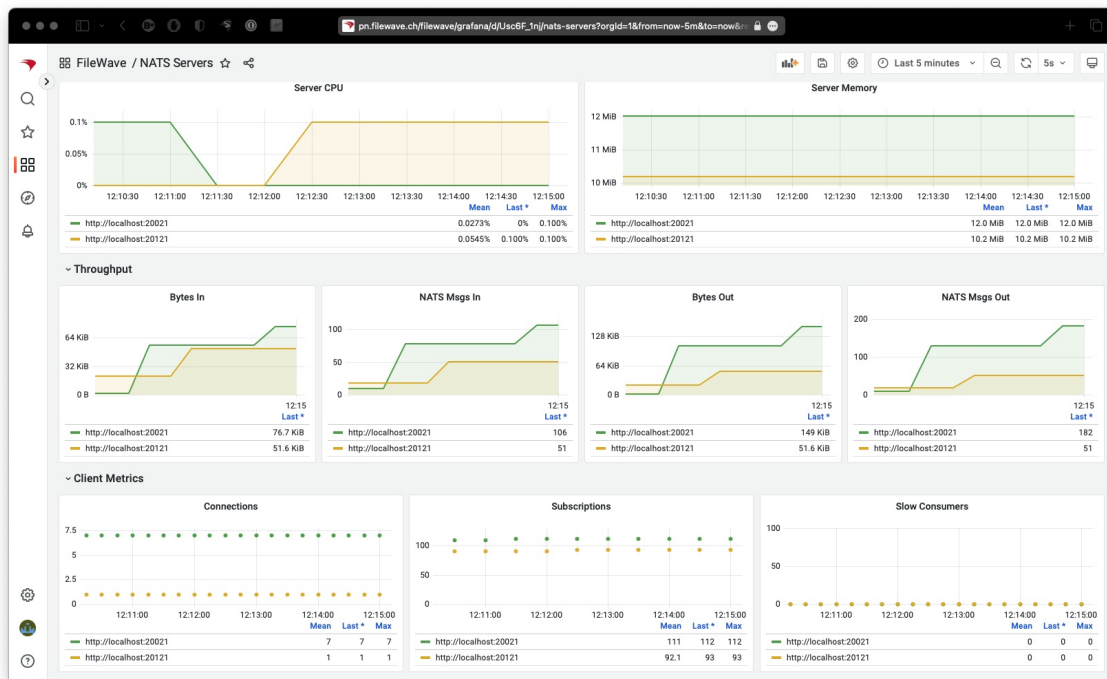 pn.filewave.ch/filewave/grafana/d/Usc6F_1nj/nats-servers?orgId=1&from=now-5m&to=now&re
FileWave / NATS Servers
Last 5 minutes
5s
Server CPU
0.1%
0.05%
0%
12:10:30 12:11:00 12:11:30 12:12:00 12:12:30 12:13:00 12:13:30 12:14:00 12:14:30 12:15:00
Mean Last * Max
http://localhost:20021 0.0273% 0% 0.100%
http://localhost:20121 0.0545% 0.100% 0.100%
Server Memory
12 MiB
11 MiB
10 MiB
12:10:30 12:11:00 12:11:30 12:12:00 12:12:30 12:13:00 12:13:30 12:14:00 12:14:30 12:15:00
Mean Last * Max
http://localhost:20021 12.0 MiB 12.0 MiB 12.0 MiB
http://localhost:20121 10.2 MiB 10.2 MiB 10.2 MiB
Throughput
Bytes In
64 KiB
32 KiB
0 B
12:15
Last *
http://localhost:20021 76.7 KiB
http://localhost:20121 51.6 KiB
NATS Msgs In
100
50
0
12:15
Last *
http://localhost:20021 106
http://localhost:20121 51
Bytes Out
128 KiB
64 KiB
0 B
12:15
Last *
http://localhost:20021 149 KiB
http://localhost:20121 51.6 KiB
NATS Msgs Out
200
100
0
12:15
Last *
http://localhost:20021 182
http://localhost:20121 51
Client Metrics
Connections
7.5
5
2.5
0
12:11:00 12:12:00 12:13:00 12:14:00 12:15:00
Mean Last * Max
http://localhost:20021 7 7 7
http://localhost:20121 1 1 1
Subscriptions
100
50
0
12:11:00 12:12:00 12:13:00 12:14:00 12:15:00
Mean Last * Max
http://localhost:20021 111 112 112
http://localhost:20121 92.1 93 93
Slow Consumers
100
50
0
12:11:00 12:12:00 12:13:00 12:14:00 12:15:00
Mean Last * Max
http://localhost:20021 0 0 0
http://localhost:20121 0 0 0